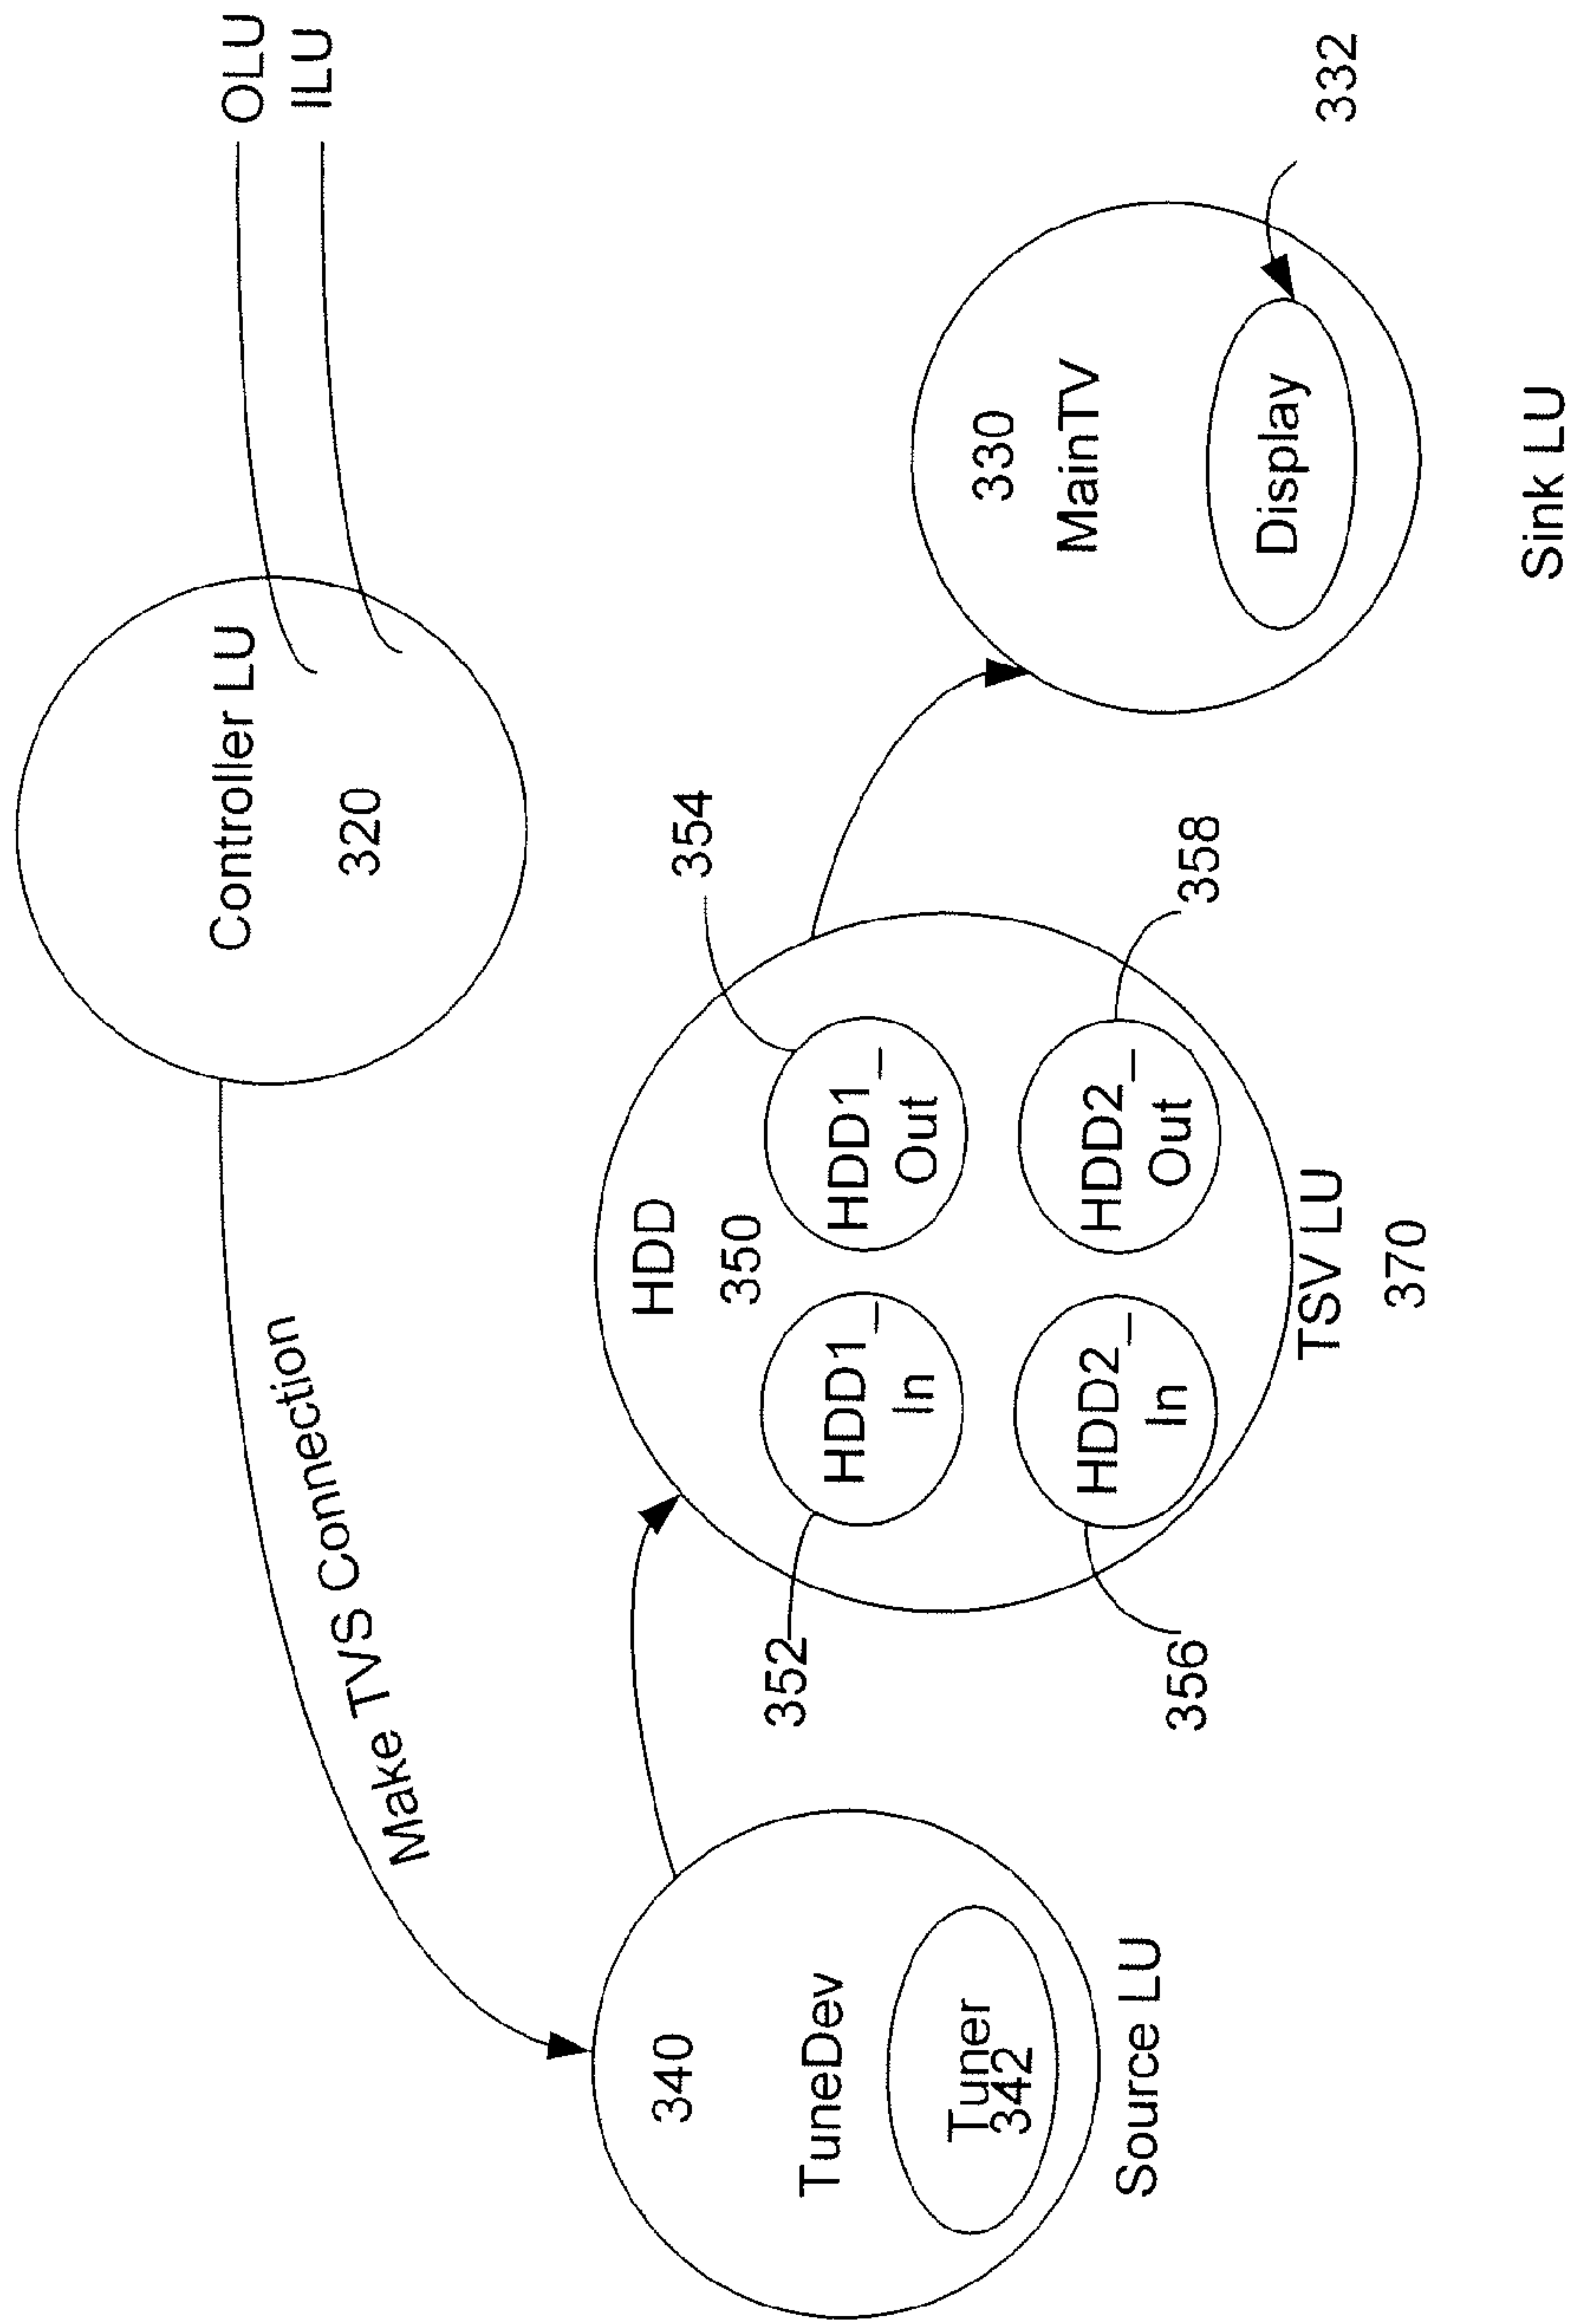 OLU
ILU
Controller LU
320
Make TVS Connection
340
TuneDev
Tuner
342
Source LU
HDD
350
HDD1_
In
HDD1_
Out
HDD2_
In
HDD2_
Out
352
354
356
358
TSV LU
370
330
MainTV
Display
332
Sink LU